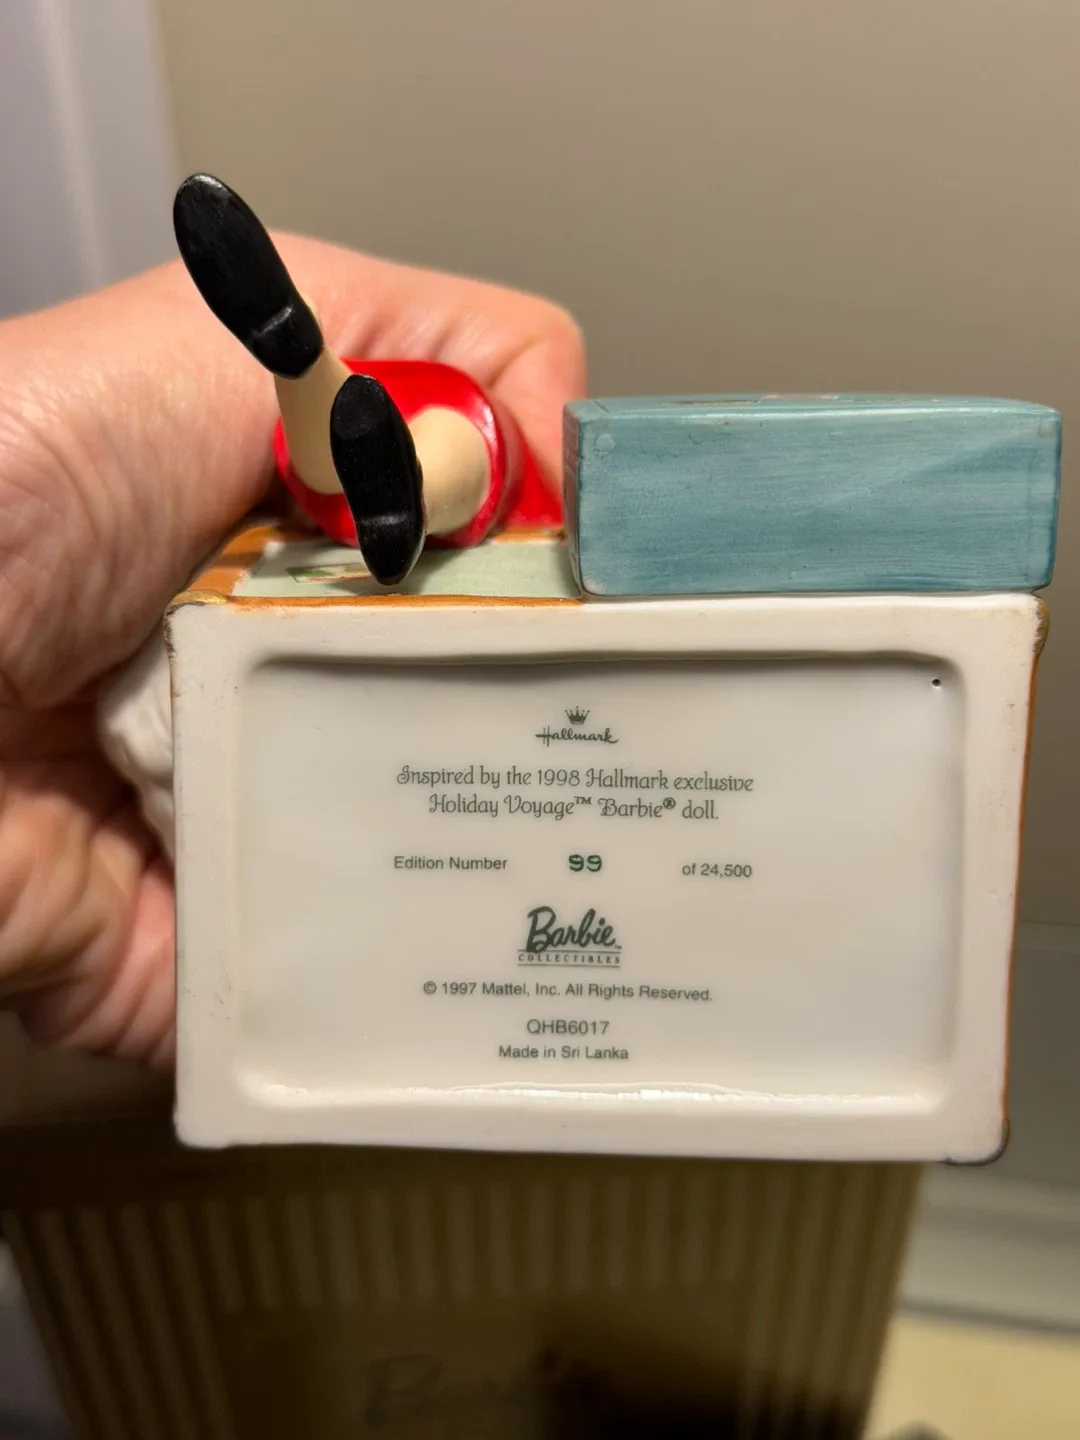 Hallmark
Inspired by the 1998 Hallmark exclusive
Holiday Voyage™ Barbie® doll.
Edition Number 99 of 24,500
Barbie™
COLLECTIBLES
© 1997 Mattel, Inc. All Rights Reserved.
QHB6017
Made in Sri Lanka